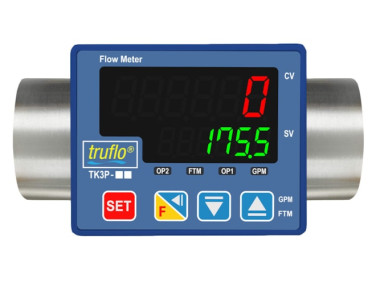 Flow Meter
0 CV
175.5 SV
truflo®
TK3P-■■
OP2 FTM OP1 GPM
SET F GPM
FTM